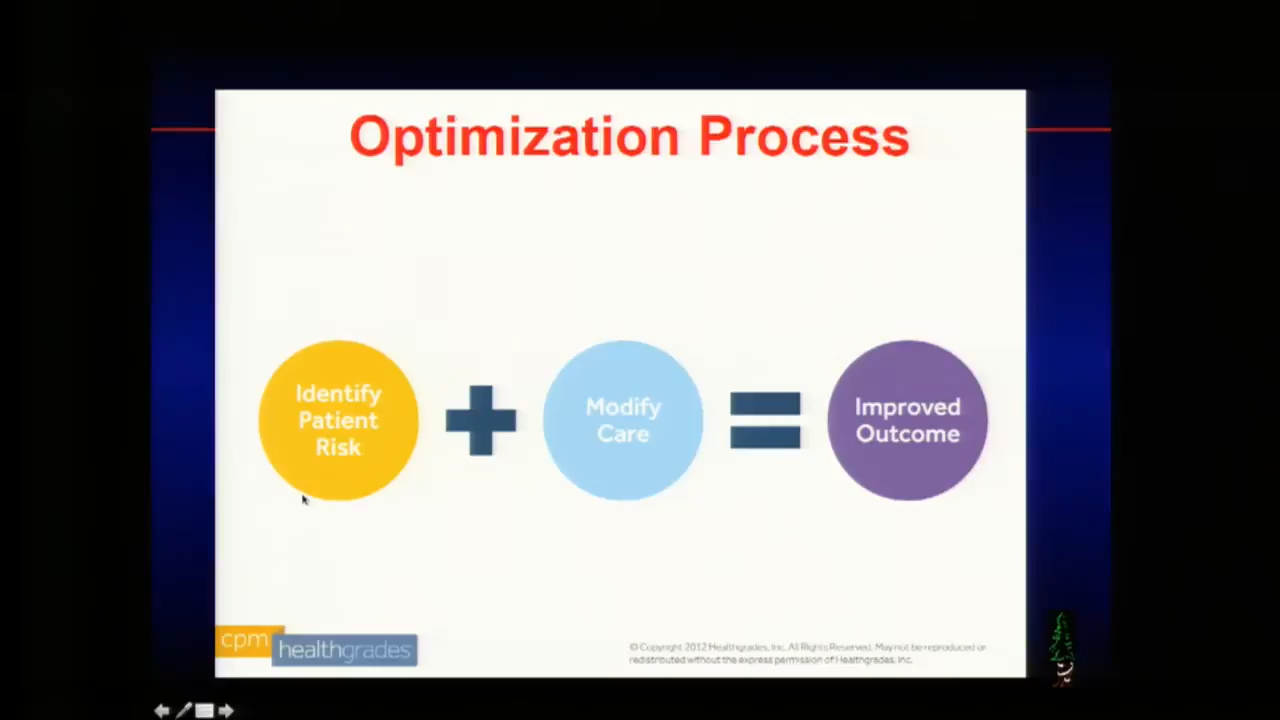 Optimization Process
Identify
Patient
Risk
Modify
Care
Improved
Outcome
cpm
healthgrades
© Copyright 2012 Healthgrades, Inc. All Rights Reserved. May not be reproduced or
redistributed without the express permission of Healthgrades, Inc.